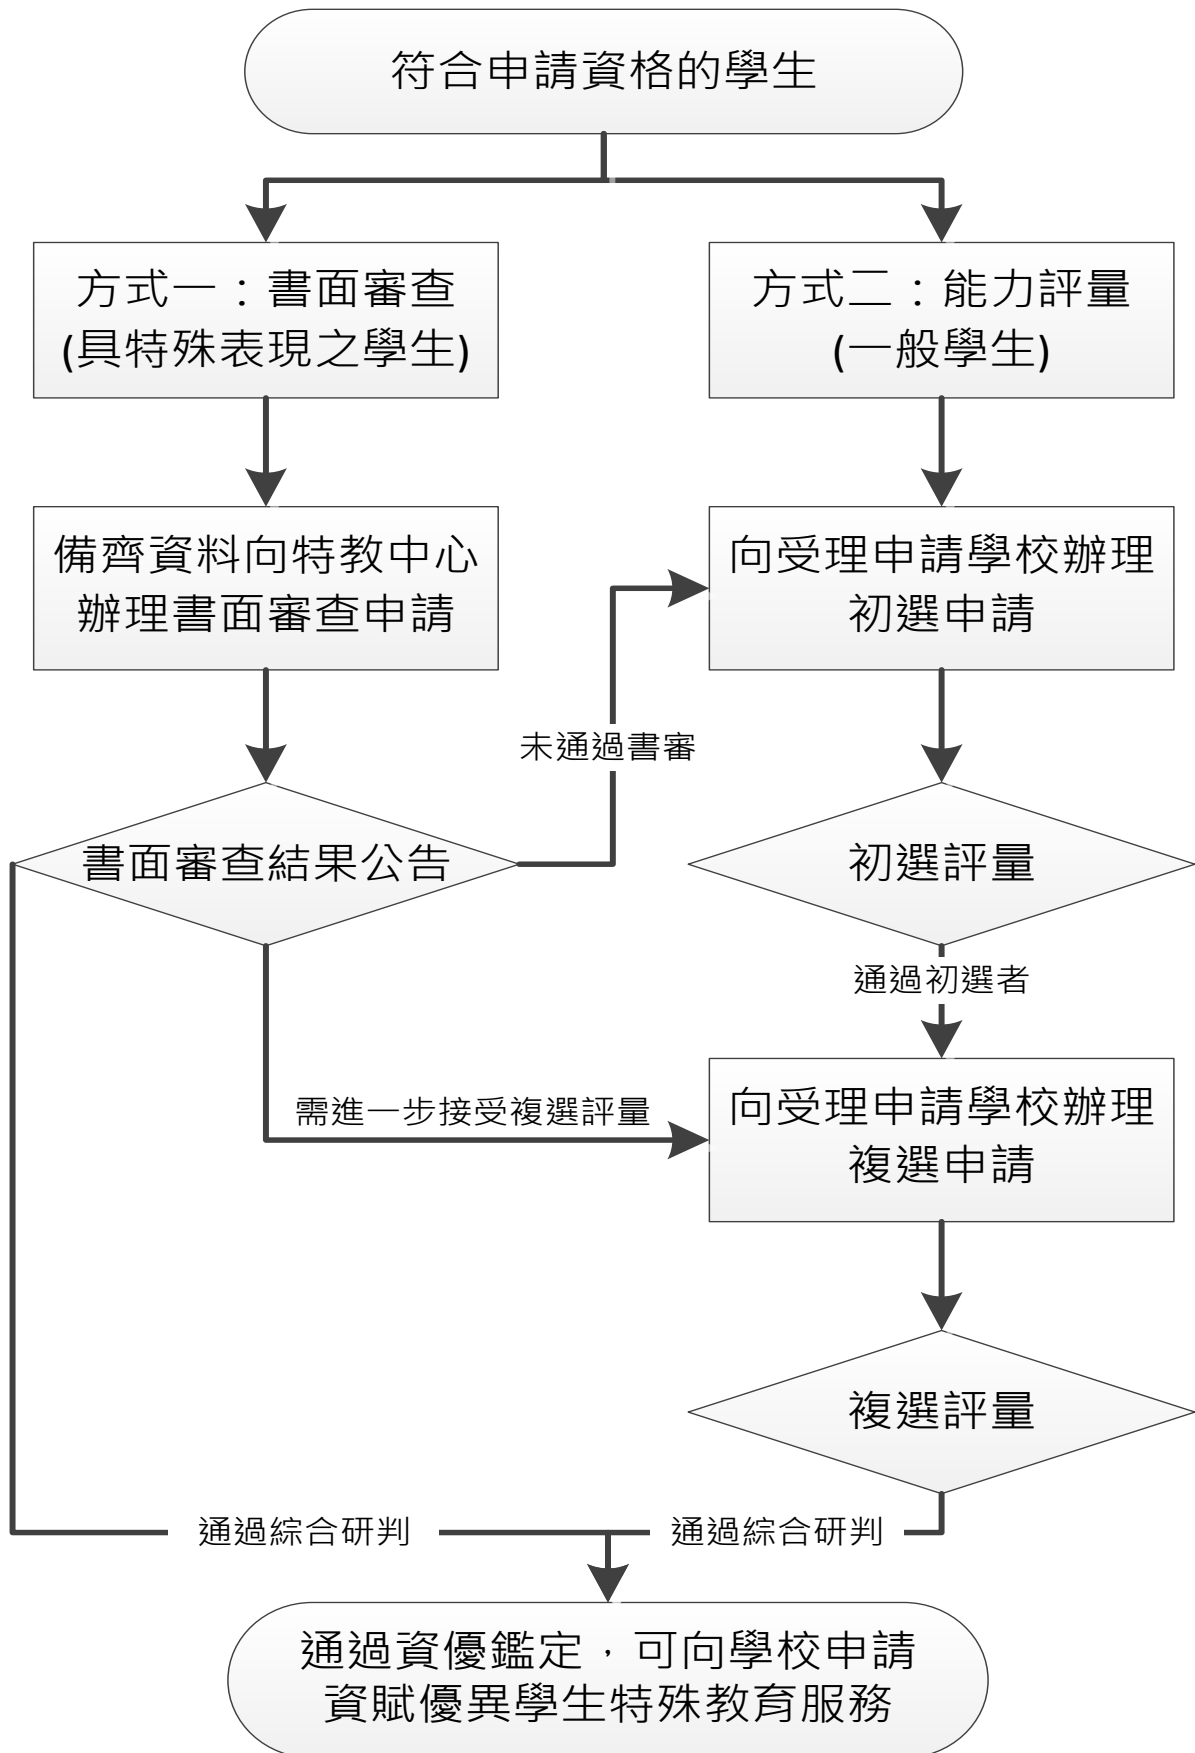 符合申請資格的學生
方式一：書面審查
(具特殊表現之學生)
方式二：能力評量
(一般學生)
備齊資料向特教中心
辦理書面審查申請
向受理申請學校辦理
初選申請
未通過書審
書面審查結果公告
初選評量
通過初選者
需進一步接受複選評量
向受理申請學校辦理
複選申請
複選評量
通過綜合研判
通過綜合研判
通過資優鑑定，可向學校申請
資賦優異學生特殊教育服務